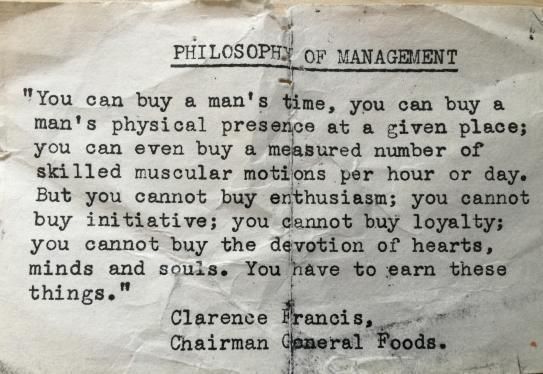 PHILOSOPHY OF MANAGEMENT
"You can buy a man's time, you can buy a
man's physical presence at a given place;
you can even buy a measured number of
skilled muscular motions per hour or day.
But you cannot buy enthusiasm; you cannot
buy initiative; you cannot buy loyalty;
you cannot buy the devotion of hearts,
minds and souls. You have to earn these
things."
Clarence Francis,
Chairman General Foods.